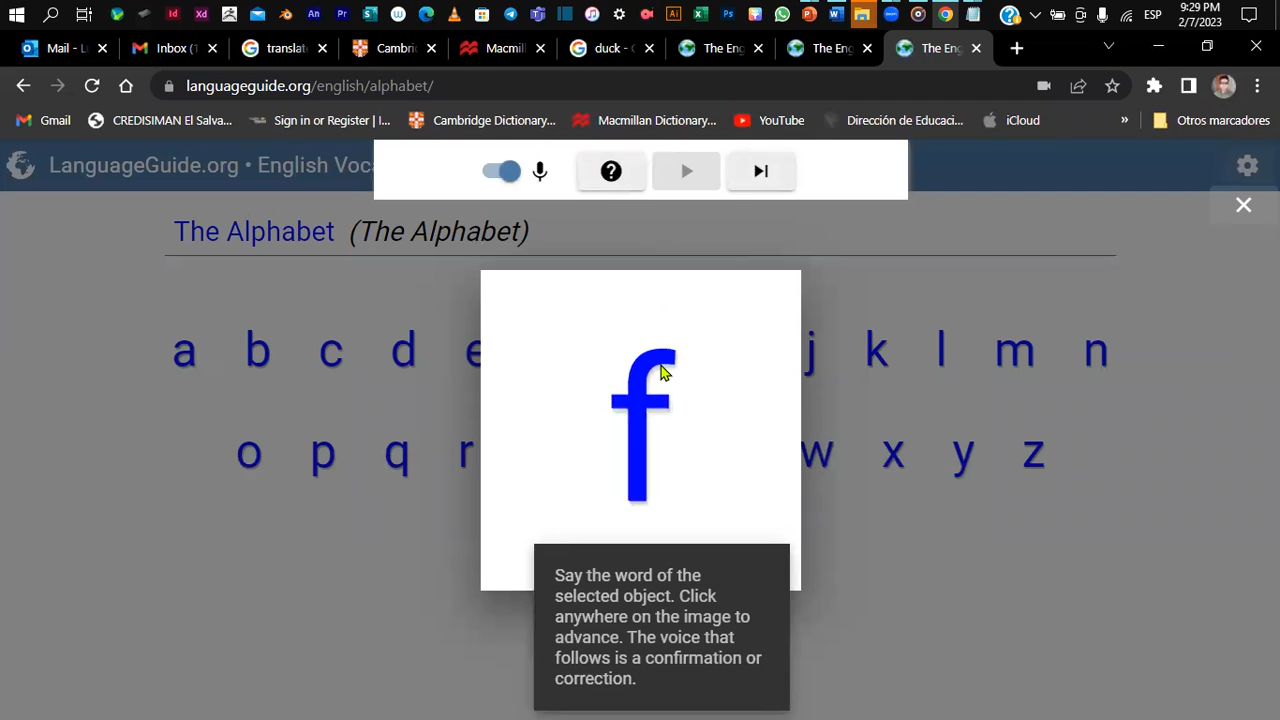 9:29 PM
ESP
2/7/2023
Mail - L
Inbox (1
translat
Cambri
Macmill
duck - G
The Eng
The Eng
The Eng
languageguide.org/english/alphabet/
Gmail
CREDISIMAN El Salva...
Sign in or Register | I...
Cambridge Dictionary...
Macmillan Dictionary...
YouTube
Dirección de Educaci...
iCloud
»
Otros marcadores
LanguageGuide.org • English Voca
The Alphabet (The Alphabet)
a b c d e j k l m n
f
o p q r w x y z
Say the word of the
selected object. Click
anywhere on the image to
advance. The voice that
follows is a confirmation or
correction.